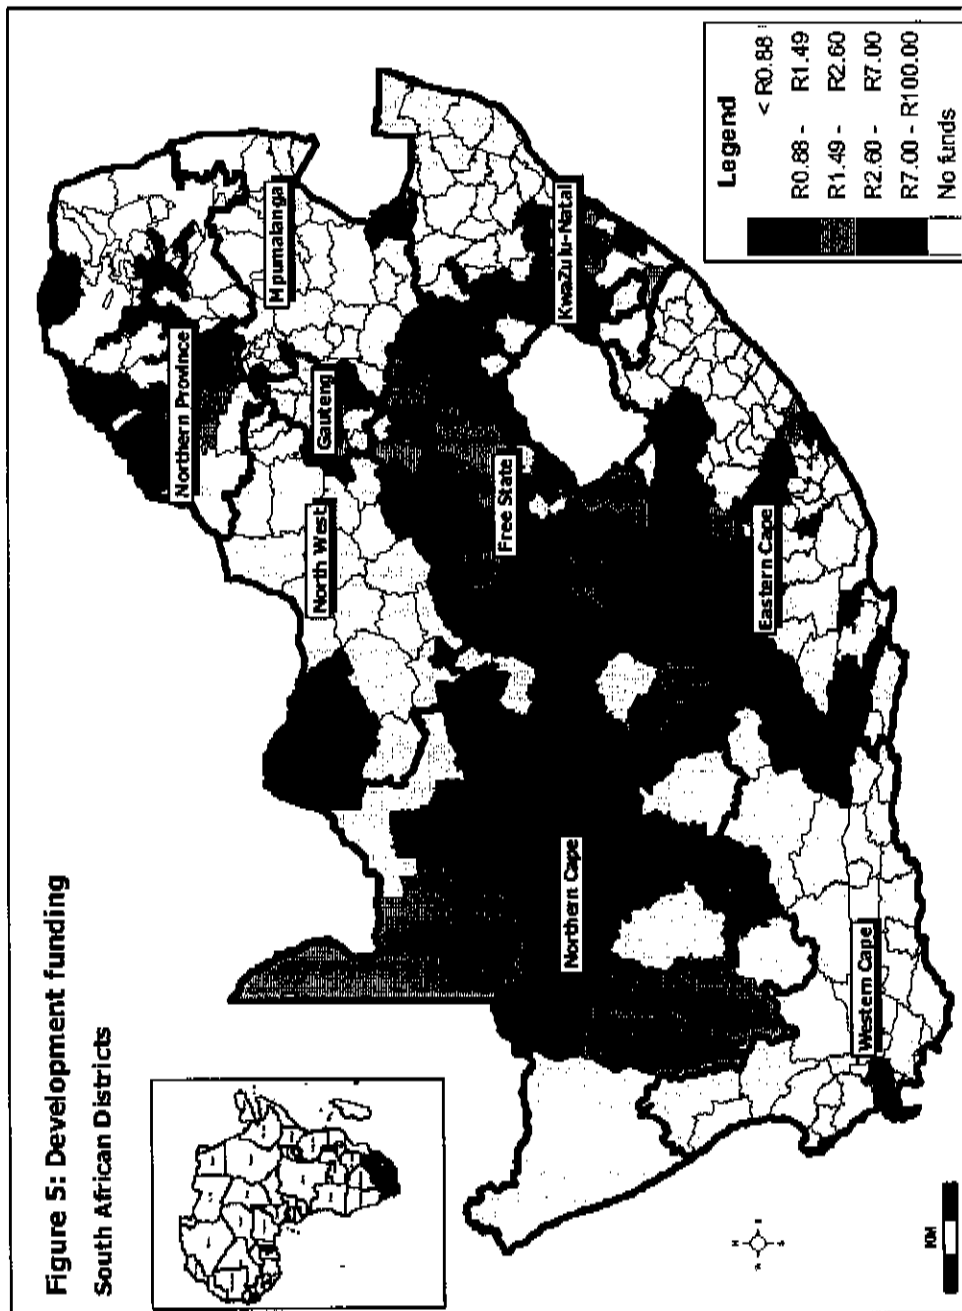 Figure 5: Development funding
South African Districts
Northern Province
Mpumalanga
Gauteng
North West
Free State
KwaZulu-Natal
Northern Cape
Eastern Cape
Western Cape
Legend
< R0.88
R0.88 - R1.49
R1.49 - R2.60
R2.60 - R7.00
R7.00 - R100.00
No funds
N
S
KM